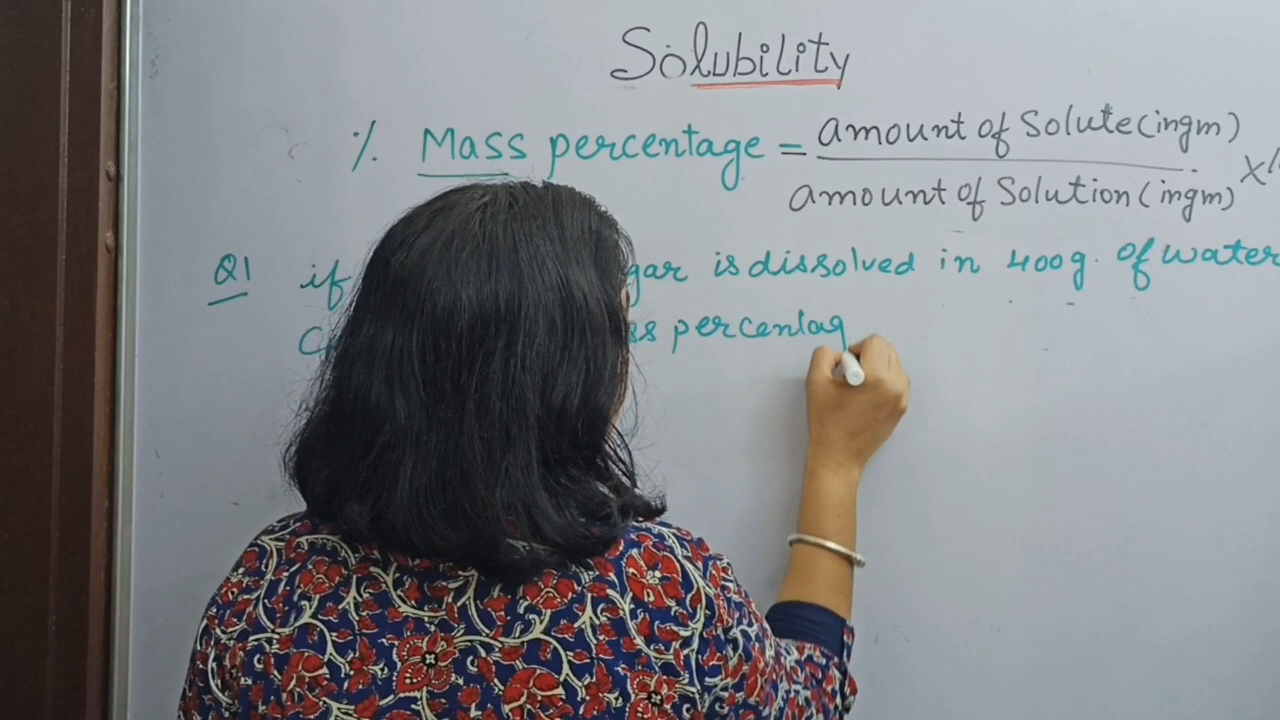 Solubility
% Mass percentage = amount of Solute (in gm)
amount of Solution (in gm)
Q1 if gar is dissolved in 400g. of water
ss percentag